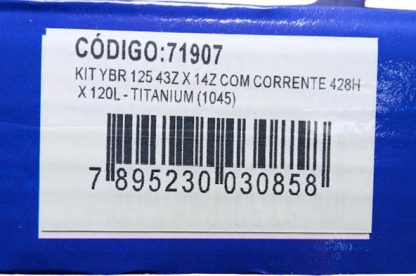 CÓDIGO:71907
KIT YBR 125 43Z X 14Z COM CORRENTE 428H
X 120L - TITANIUM (1045)
7 895230 030858